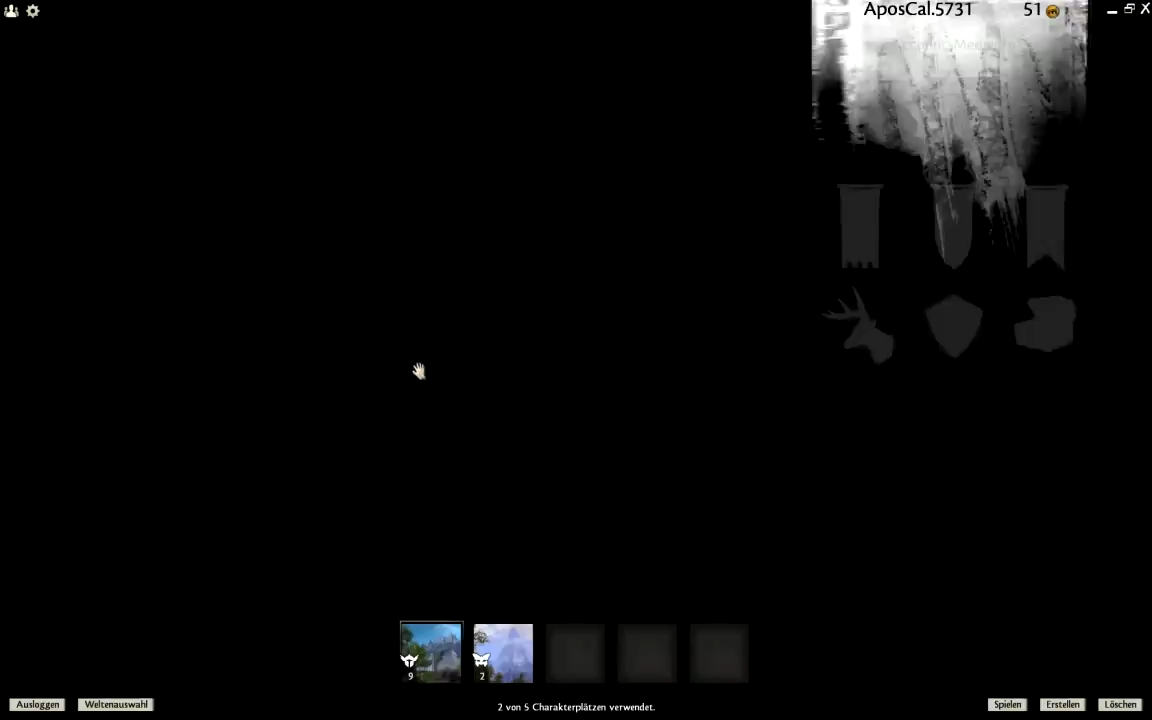 AposCal.5731 51
9
2
Ausloggen Weltenauswahl 2 von 5 Charakterplätzen verwendet. Spielen Erstellen Löschen